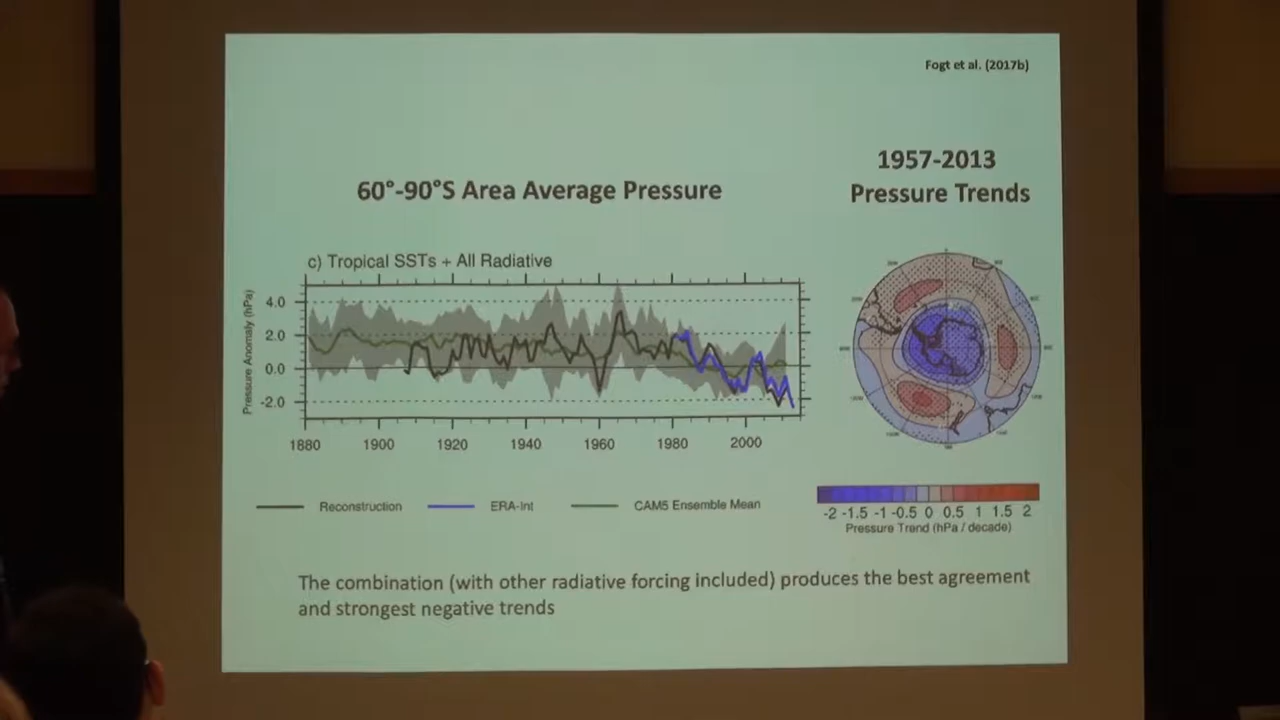 Fogt et al. (2017b)
60°-90°S Area Average Pressure
1957-2013
Pressure Trends
c) Tropical SSTs + All Radiative
Pressure Anomaly (hPa)
4.0
2.0
0.0
-2.0
1880 1900 1920 1940 1960 1980 2000
Reconstruction ERA-Int CAM5 Ensemble Mean
-2 -1.5 -1 -0.5 0 0.5 1 1.5 2
Pressure Trend (hPa / decade)
The combination (with other radiative forcing included) produces the best agreement
and strongest negative trends